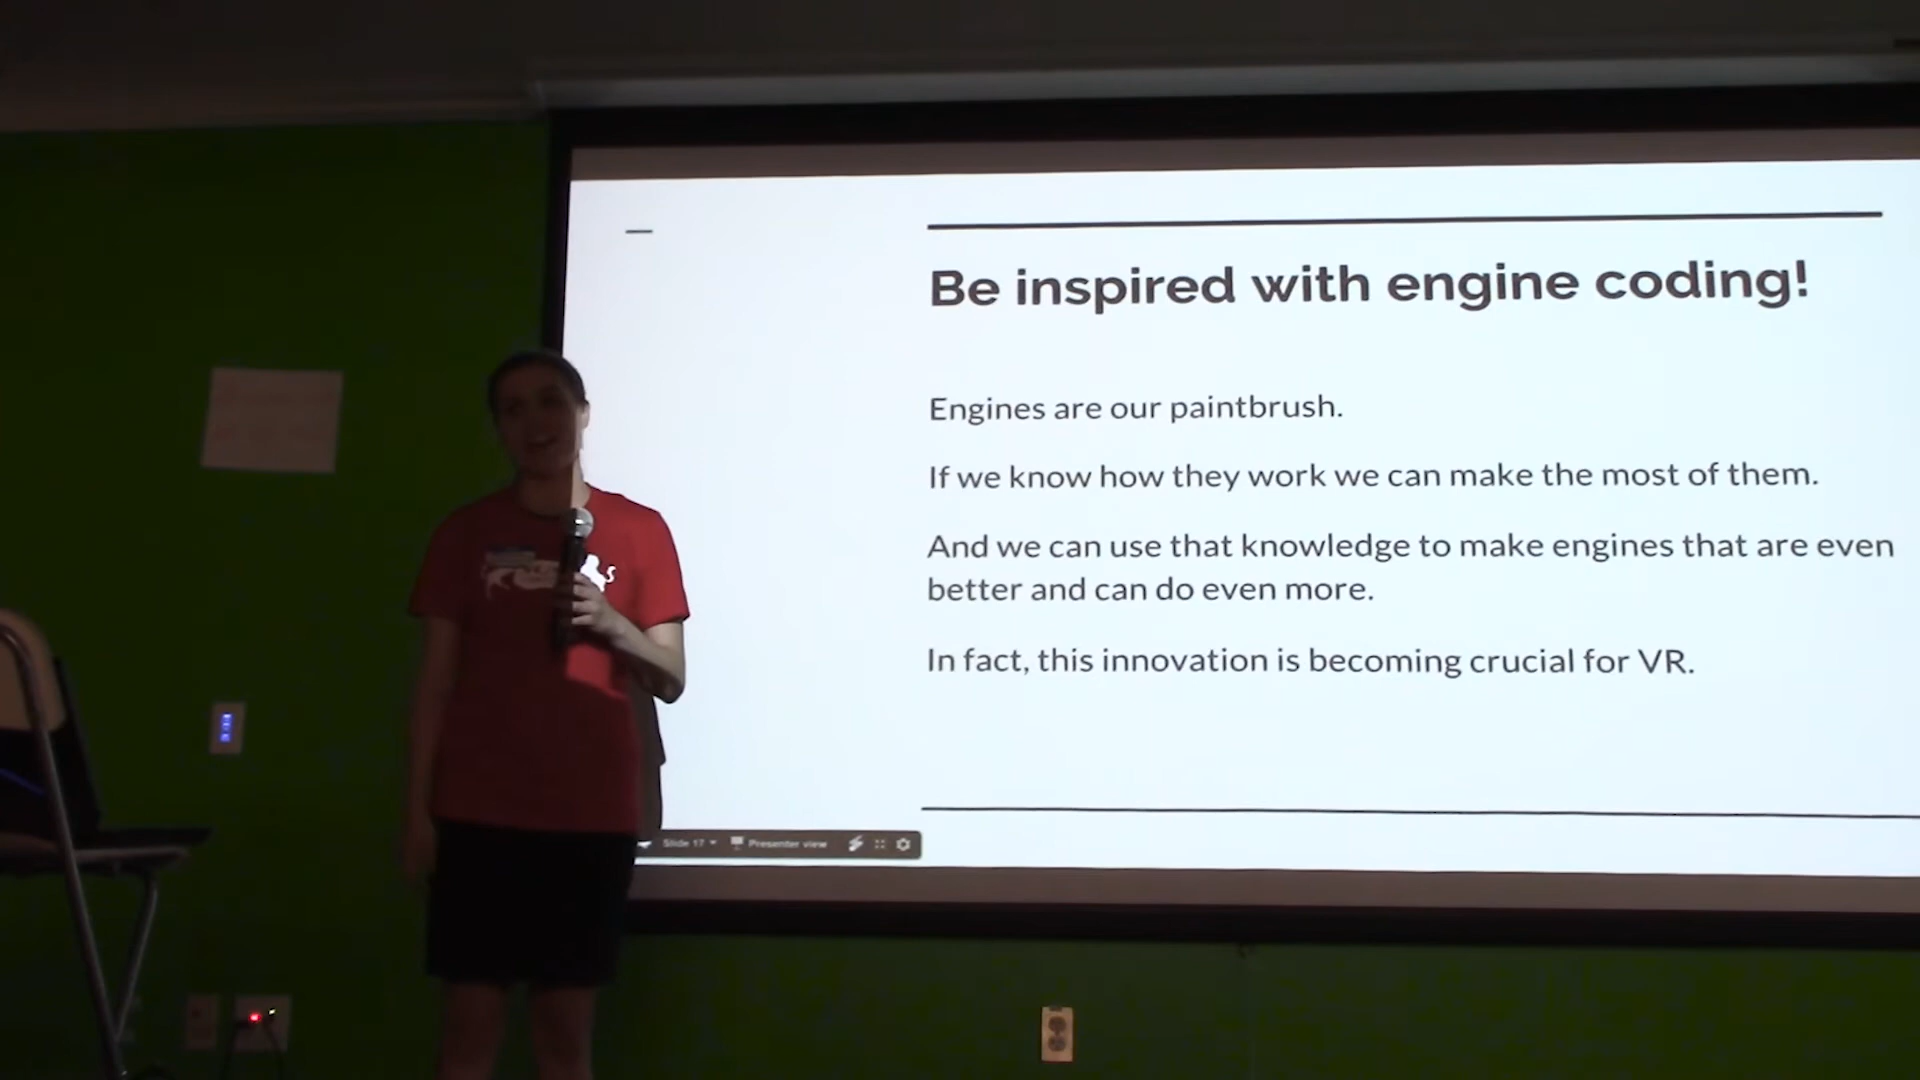 Be inspired with engine coding!
Engines are our paintbrush.
If we know how they work we can make the most of them.
And we can use that knowledge to make engines that are even
better and can do even more.
In fact, this innovation is becoming crucial for VR.
Slide 17
Presenter view